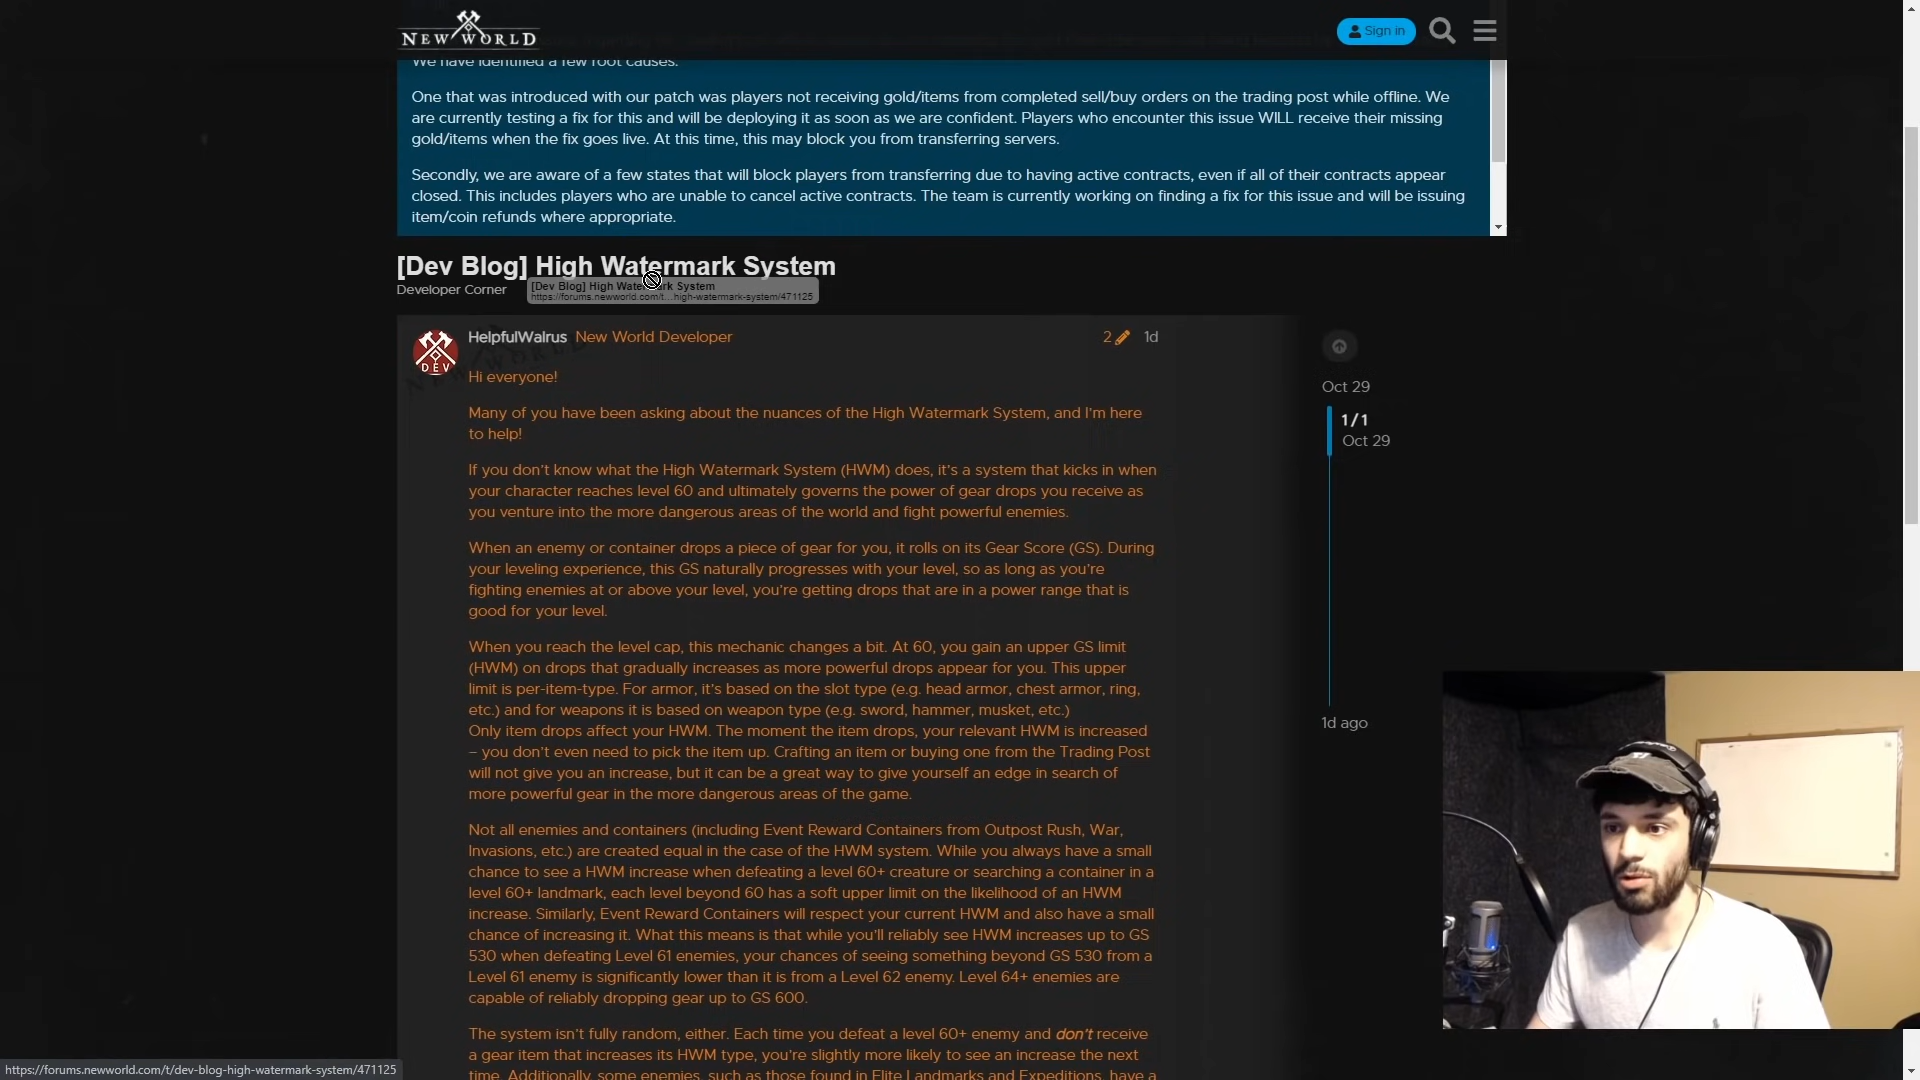 NEW WORLD
Sign in
We have identified a few root causes.
One that was introduced with our patch was players not receiving gold/items from completed sell/buy orders on the trading post while offline. We
are currently testing a fix for this and will be deploying it as soon as we are confident. Players who encounter this issue WILL receive their missing
gold/items when the fix goes live. At this time, this may block you from transferring servers.
Secondly, we are aware of a few states that will block players from transferring due to having active contracts, even if all of their contracts appear
closed. This includes players who are unable to cancel active contracts. The team is currently working on finding a fix for this issue and will be issuing
item/coin refunds where appropriate.
[Dev Blog] High Watermark System
Developer Corner
[Dev Blog] High Watermark System
https://forums.newworld.com/t...high-watermark-system/471125
HelpfulWalrus New World Developer
2
1d
DEV
Hi everyone!
Many of you have been asking about the nuances of the High Watermark System, and I'm here
to help!
If you don't know what the High Watermark System (HWM) does, it's a system that kicks in when
your character reaches level 60 and ultimately governs the power of gear drops you receive as
you venture into the more dangerous areas of the world and fight powerful enemies.
When an enemy or container drops a piece of gear for you, it rolls on its Gear Score (GS). During
your leveling experience, this GS naturally progresses with your level, so as long as you're
fighting enemies at or above your level, you're getting drops that are in a power range that is
good for your level.
When you reach the level cap, this mechanic changes a bit. At 60, you gain an upper GS limit
(HWM) on drops that gradually increases as more powerful drops appear for you. This upper
limit is per-item-type. For armor, it's based on the slot type (e.g. head armor, chest armor, ring,
etc.) and for weapons it is based on weapon type (e.g. sword, hammer, musket, etc.)
Only item drops affect your HWM. The moment the item drops, your relevant HWM is increased
– you don't even need to pick the item up. Crafting an item or buying one from the Trading Post
will not give you an increase, but it can be a great way to give yourself an edge in search of
more powerful gear in the more dangerous areas of the game.
Not all enemies and containers (including Event Reward Containers from Outpost Rush, War,
Invasions, etc.) are created equal in the case of the HWM system. While you always have a small
chance to see a HWM increase when defeating a level 60+ creature or searching a container in a
level 60+ landmark, each level beyond 60 has a soft upper limit on the likelihood of an HWM
increase. Similarly, Event Reward Containers will respect your current HWM and also have a small
chance of increasing it. What this means is that while you'll reliably see HWM increases up to GS
530 when defeating Level 61 enemies, your chances of seeing something beyond GS 530 from a
Level 61 enemy is significantly lower than it is from a Level 62 enemy. Level 64+ enemies are
capable of reliably dropping gear up to GS 600.
The system isn't fully random, either. Each time you defeat a level 60+ enemy and don't receive
a gear item that increases its HWM type, you're slightly more likely to see an increase the next
time. Additionally, some enemies, such as those found in Elite Landmarks and Expeditions, have a
Oct 29
1 / 1
Oct 29
1d ago
https://forums.newworld.com/t/dev-blog-high-watermark-system/471125